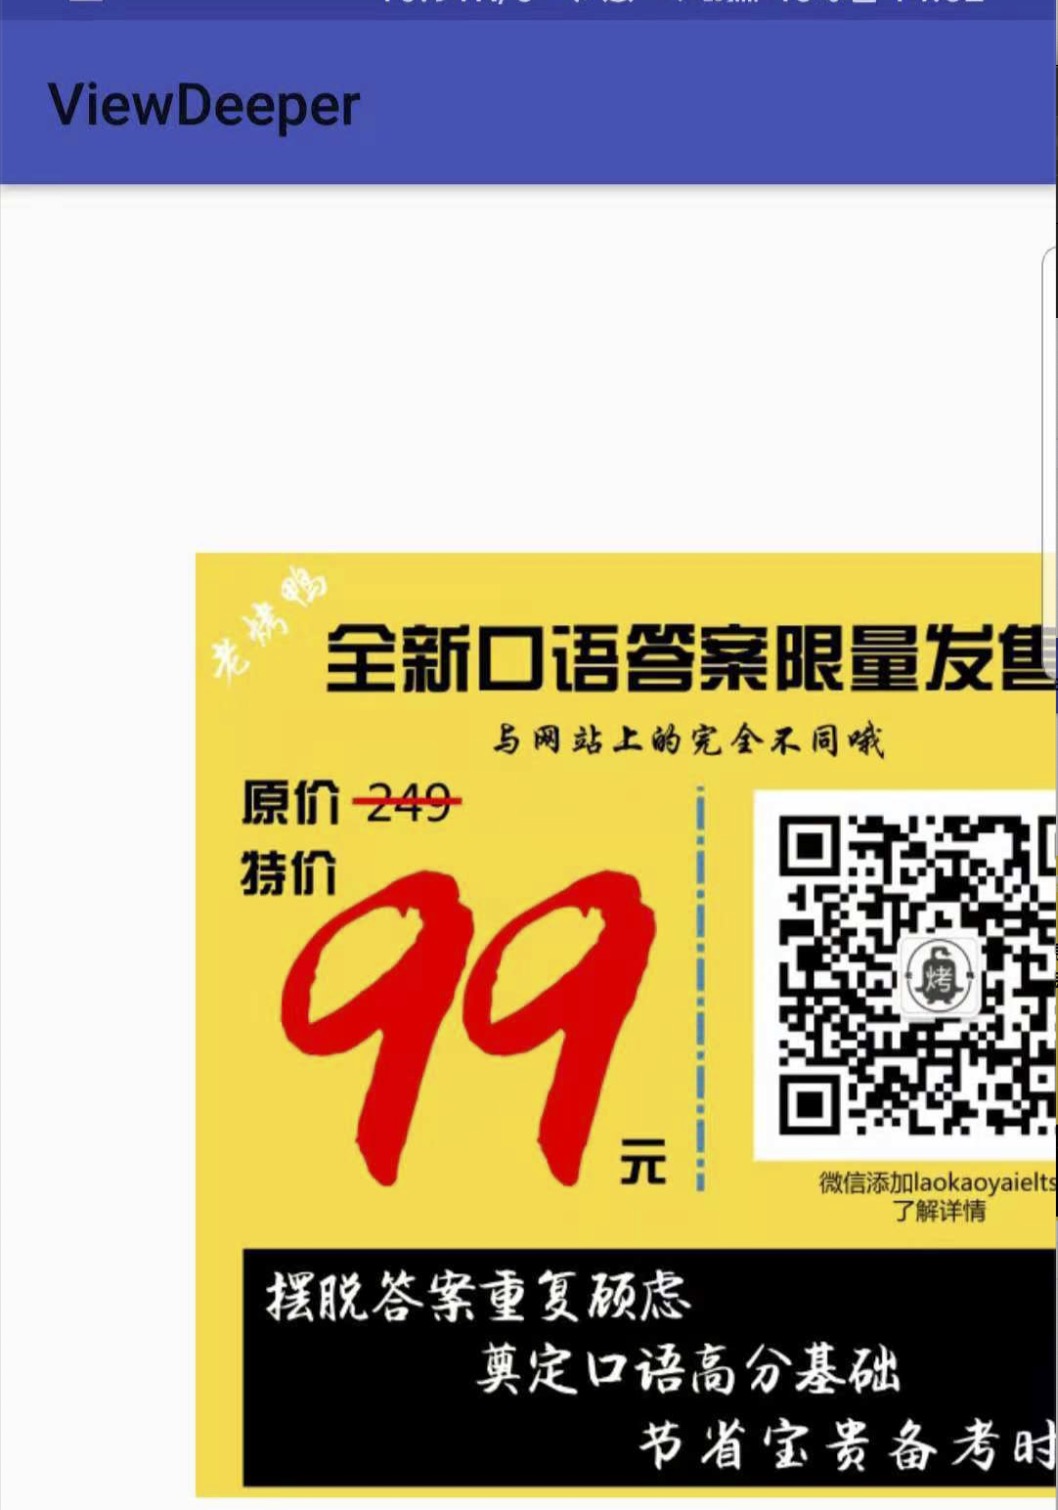 ViewDeeper
老烤鸭
全新口语答案限量发售
与网站上的完全不同哦
原价 249
特价
99元
烤
微信添加laokaoyaielts
了解详情
摆脱答案重复顾虑
奠定口语高分基础
节省宝贵备考时